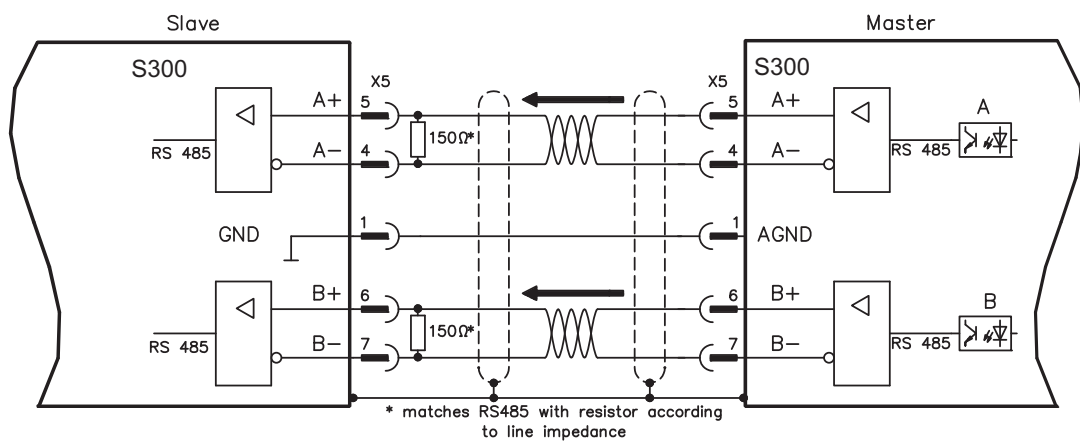 Slave
Master
S300
X5
X5
S300
A+
5
5
A+
A
150Ω*
RS 485
A-
4
4
A-
RS 485
GND
1
1
AGND
B+
6
6
B+
B
150Ω*
RS 485
B-
7
7
B-
RS 485
* matches RS485 with resistor according
to line impedance